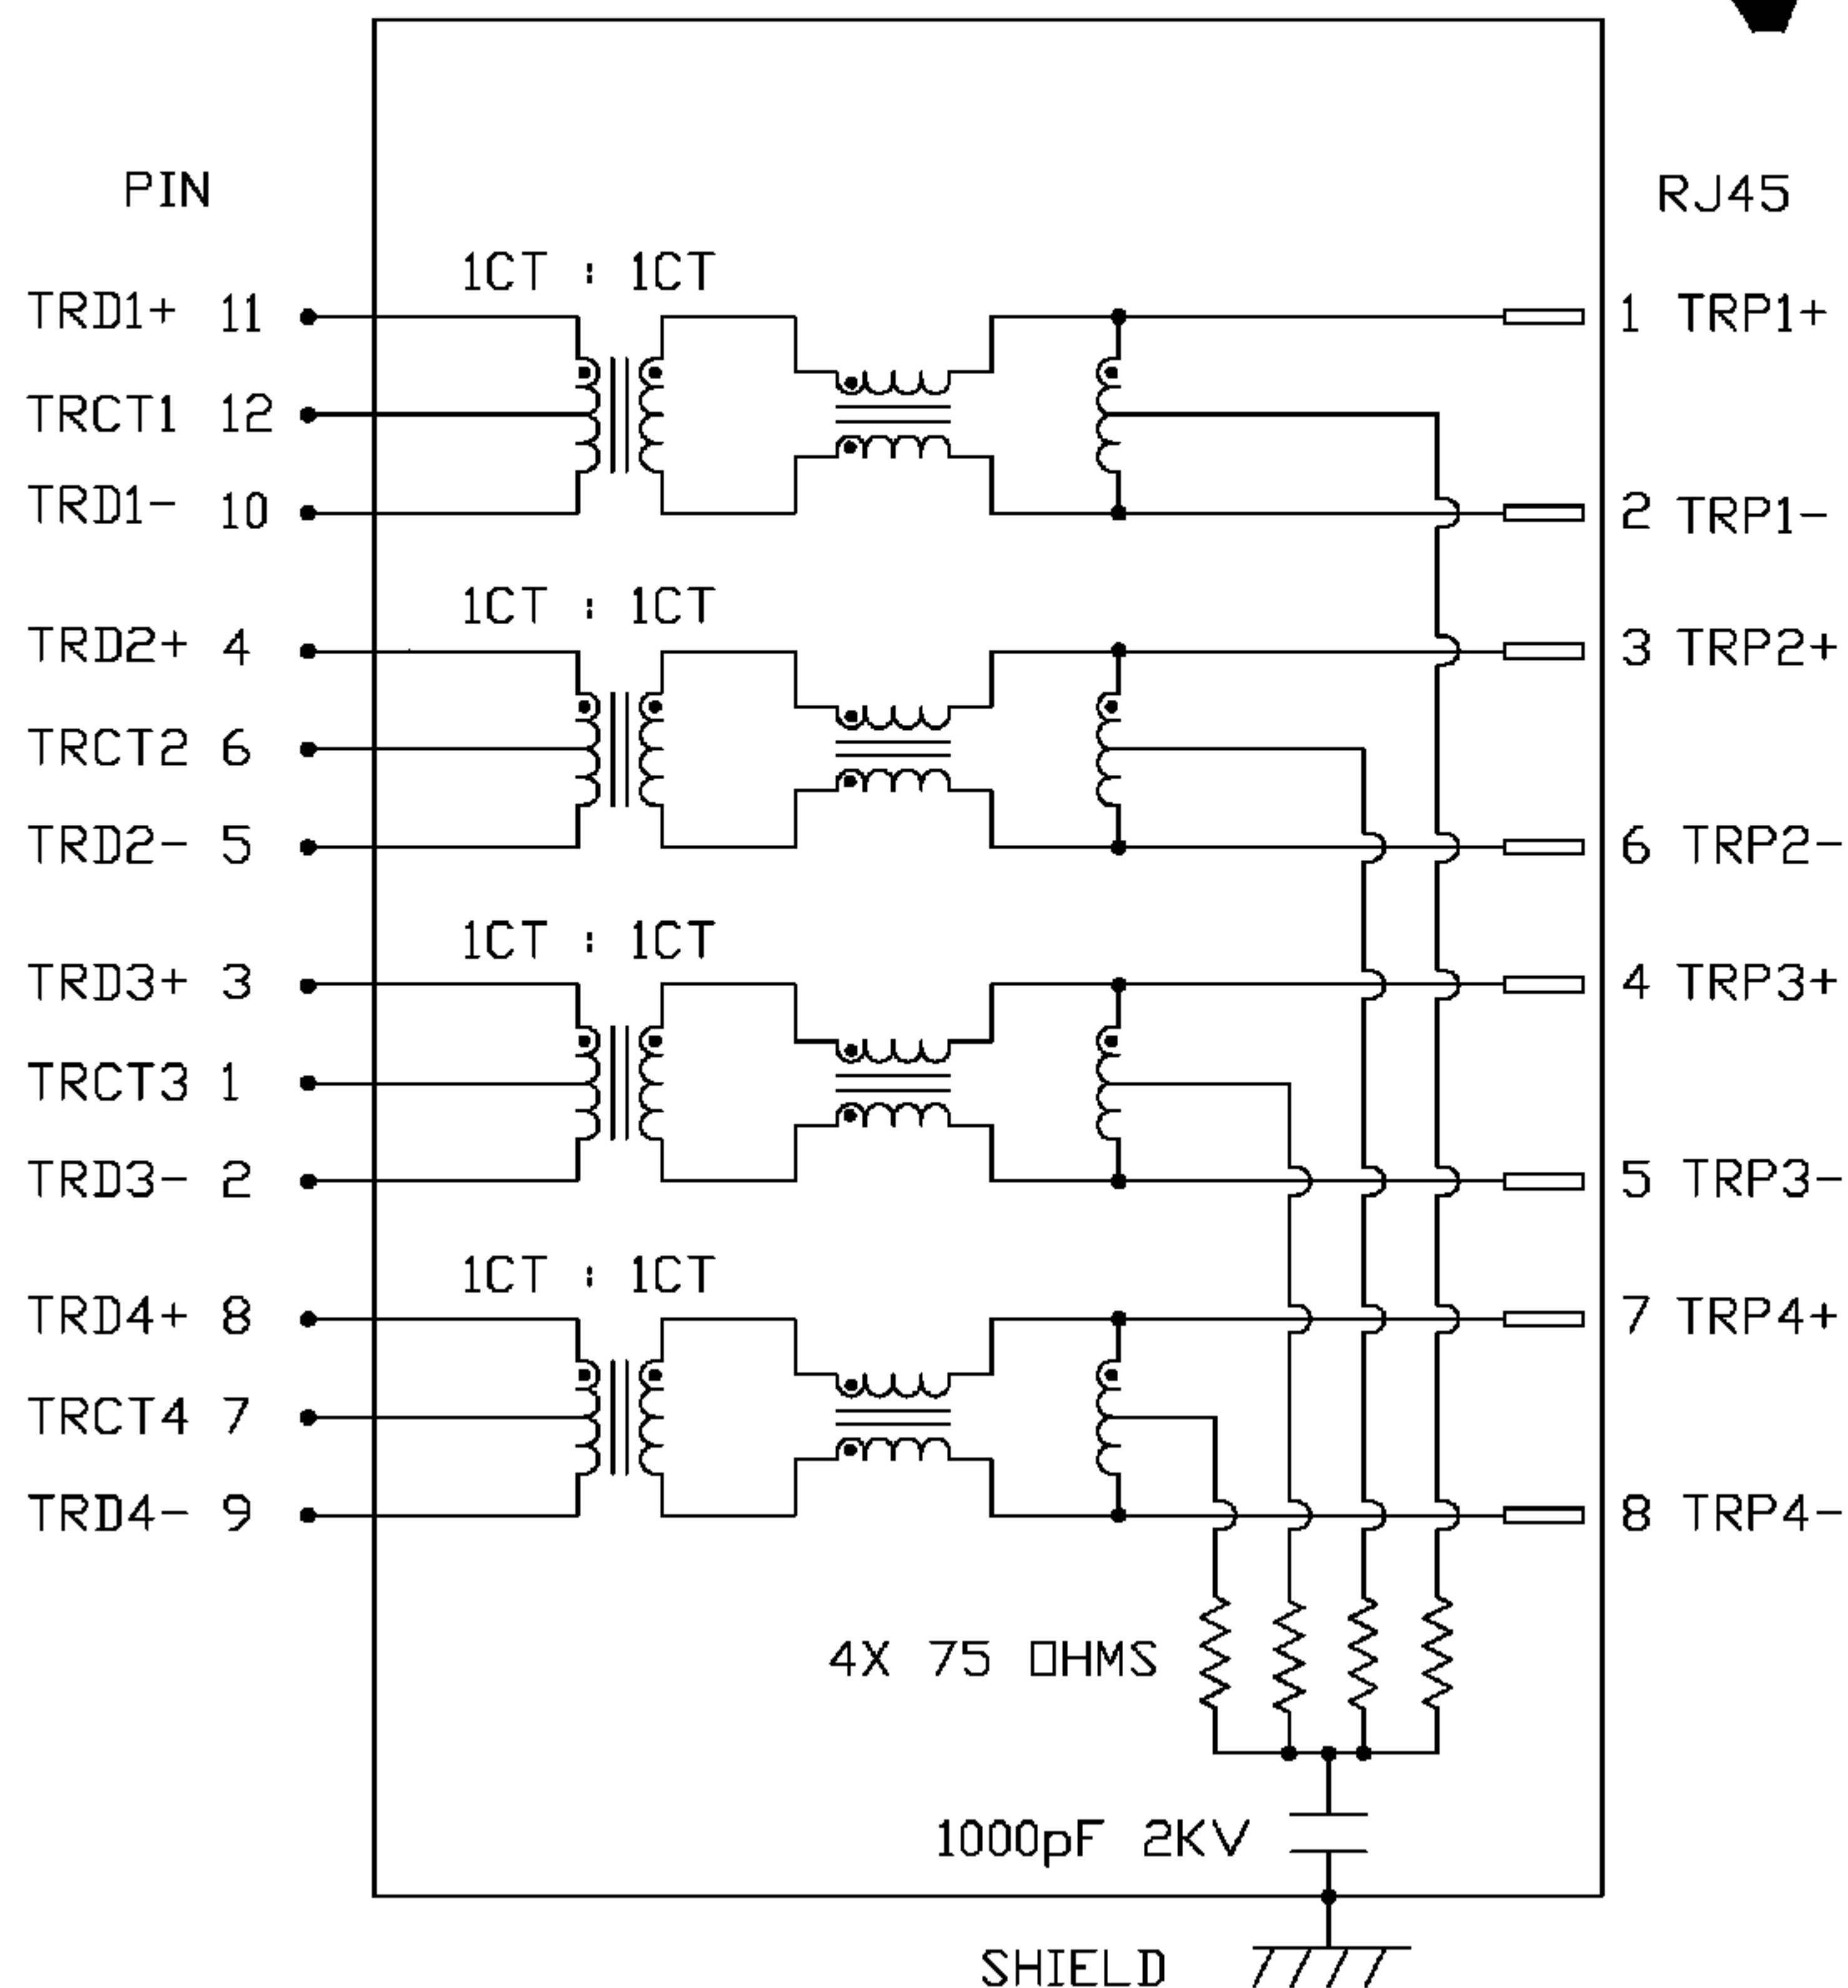 PIN
RJ45
1CT : 1CT
TRD1+ 11
1 TRP1+
TRCT1 12
TRD1- 10
2 TRP1-
1CT : 1CT
TRD2+ 4
3 TRP2+
TRCT2 6
TRD2- 5
6 TRP2-
1CT : 1CT
TRD3+ 3
4 TRP3+
TRCT3 1
TRD3- 2
5 TRP3-
1CT : 1CT
TRD4+ 8
7 TRP4+
TRCT4 7
TRD4- 9
8 TRP4-
4X 75 OHMS
1000pF 2KV
SHIELD